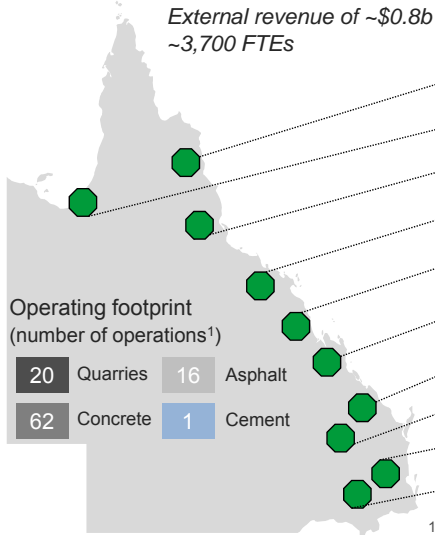 External revenue of ~$0.8b
~3,700 FTEs
Operating footprint
(number of operations¹)
20 Quarries 16 Asphalt
62 Concrete 1 Cement
1